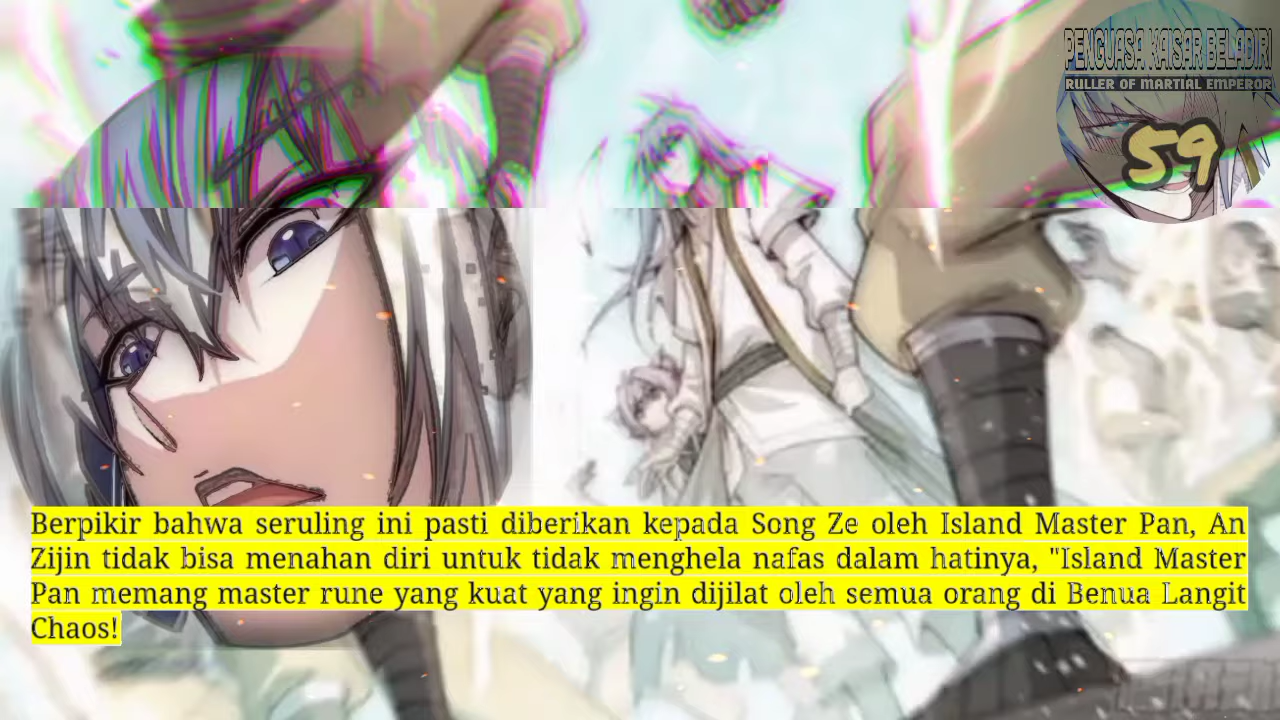 PENGUASA KAISAR BELADIRI
RULLER OF MARTIAL EMPEROR
59
Berpikir bahwa seruling ini pasti diberikan kepada Song Ze oleh Island Master Pan, An
Zijin tidak bisa menahan diri untuk tidak menghela nafas dalam hatinya, "Island Master
Pan memang master rune yang kuat yang ingin dijilat oleh semua orang di Benua Langit
Chaos!